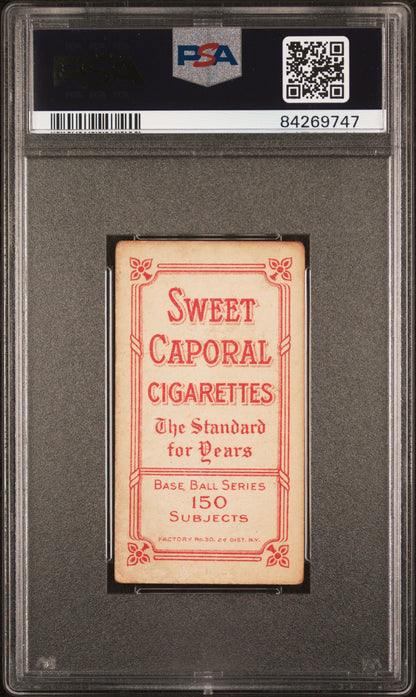 PSA
84269747
SWEET
CAPORAL
CIGARETTES
The Standard
for Years
BASE BALL SERIES
150
SUBJECTS
FACTORY No. 30, 2d DIST. N.Y.